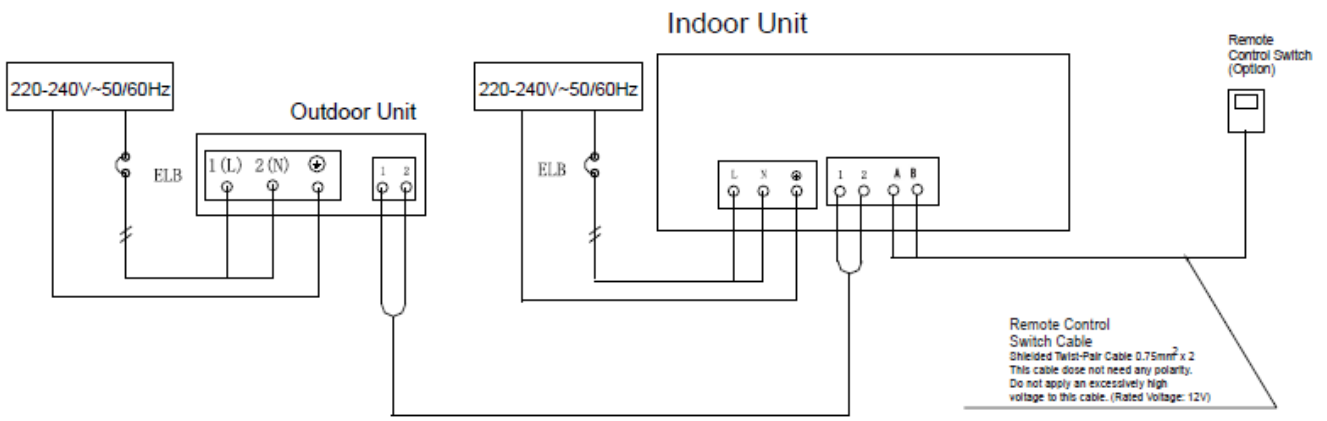 Indoor Unit
Remote
Control Switch
(Option)
220-240V~50/60Hz
220-240V~50/60Hz
Outdoor Unit
ELB
1(L) 2(N)
1 2
ELB
L N
1 2 A B
Remote Control
Switch Cable
Shielded Twist-Pair Cable 0.75mm² x 2
This cable dose not need any polarity.
Do not apply an excessively high
voltage to this cable. (Rated Voltage: 12V)